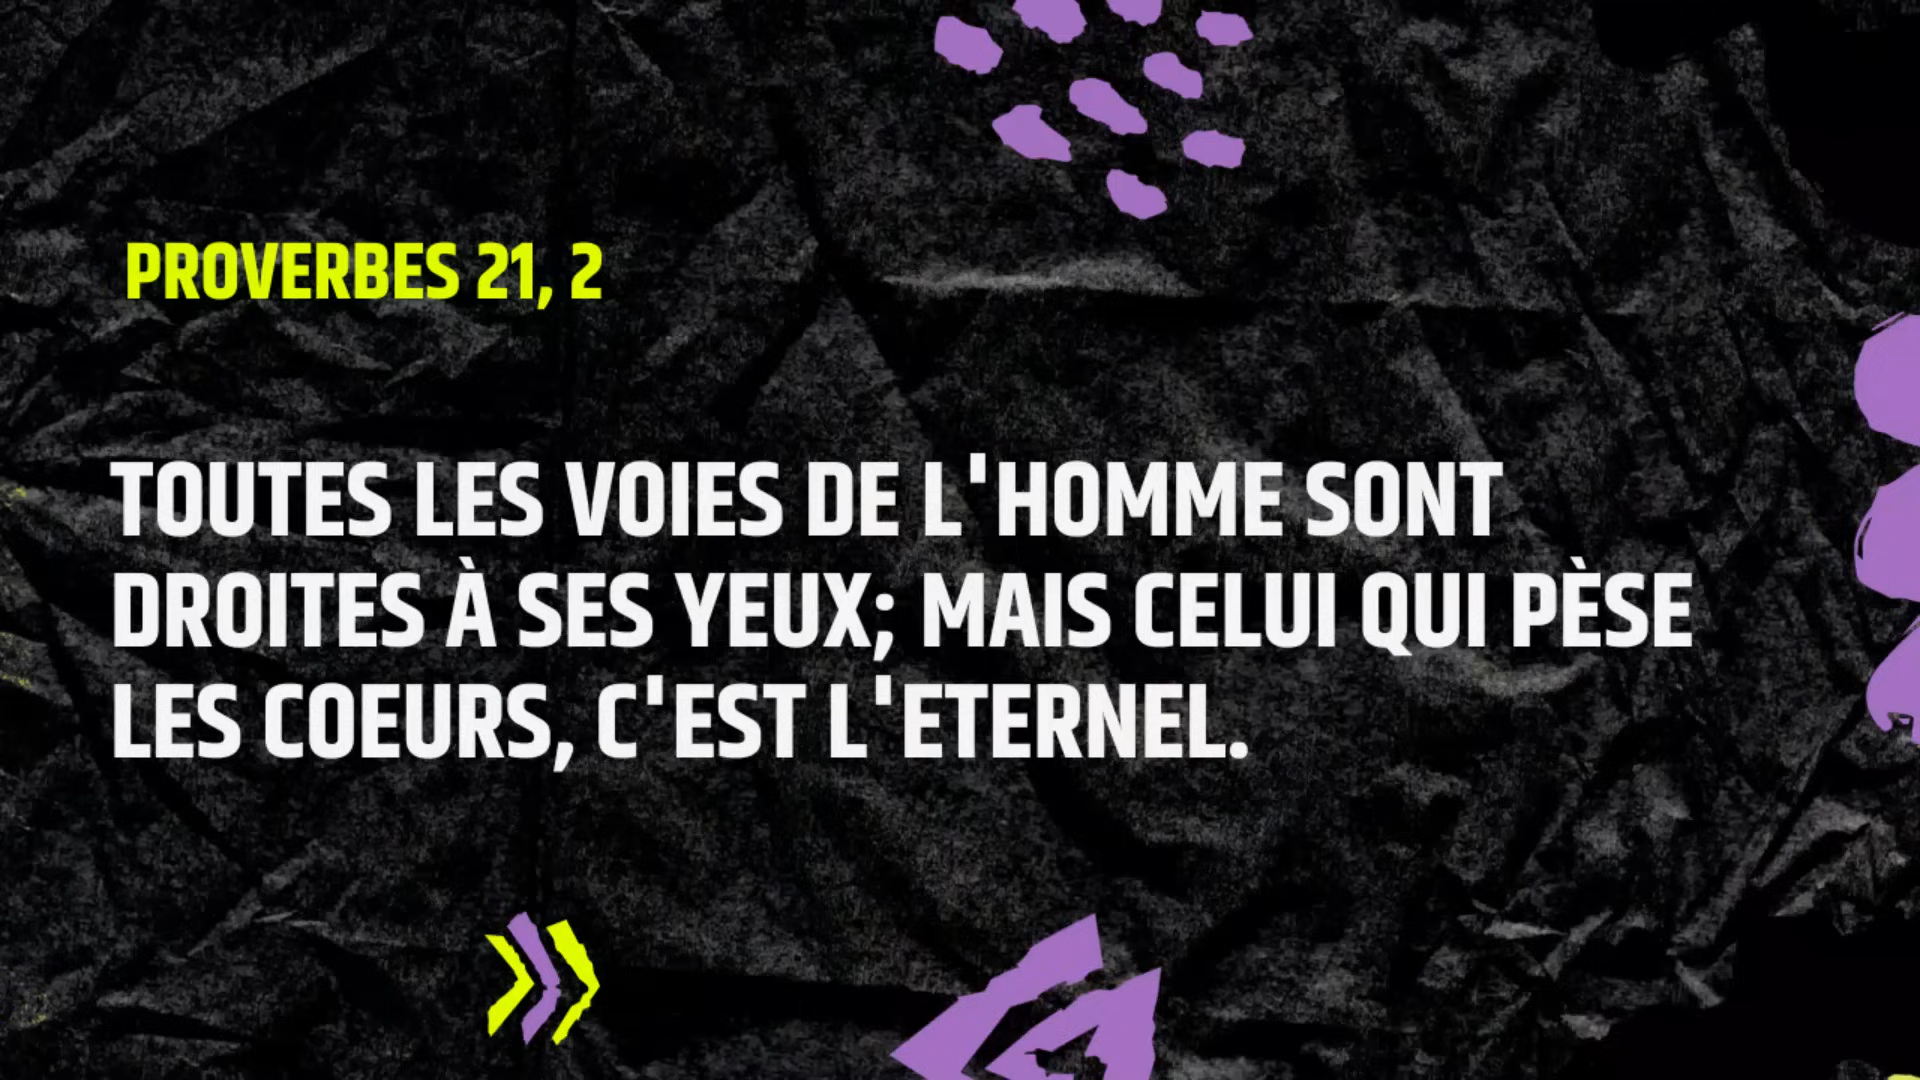 PROVERBES 21, 2
TOUTES LES VOIES DE L'HOMME SONT
DROITES À SES YEUX; MAIS CELUI QUI PÈSE
LES COEURS, C'EST L'ETERNEL.